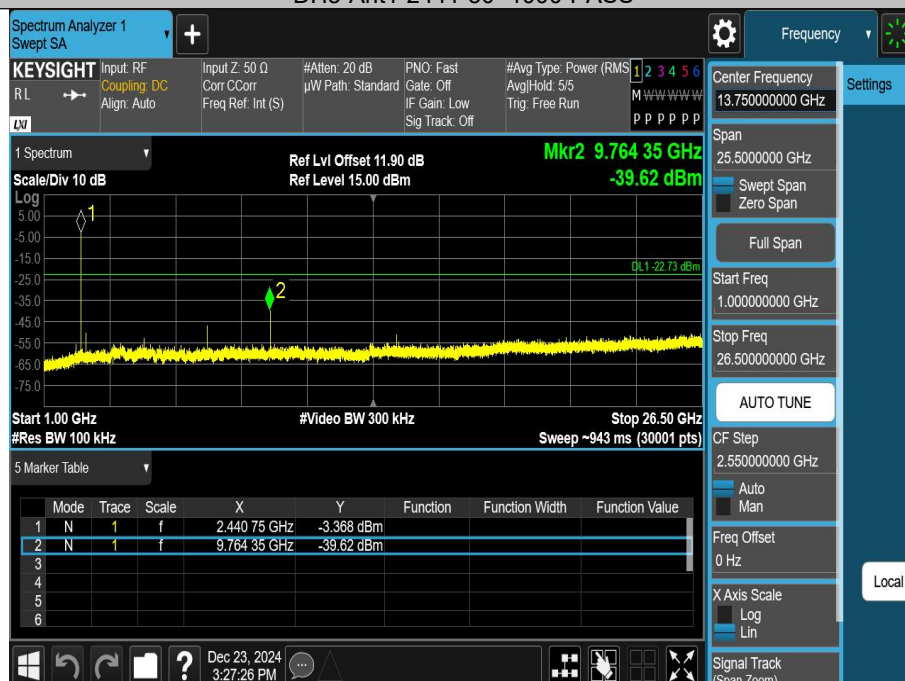 Spectrum Analyzer 1
Swept SA
+
Frequency
KEYSIGHT
RL
LXI
Input: RF
Coupling: DC
Align: Auto
Input Z: 50 Ω
Corr CCorr
Freq Ref: Int (S)
#Atten: 20 dB
µW Path: Standard
PNO: Fast
Gate: Off
IF Gain: Low
Sig Track: Off
#Avg Type: Power (RMS
Avg|Hold: 5/5
Trig: Free Run
1 2 3 4 5 6
M W W W W W
P P P P P P
1 Spectrum
Scale/Div 10 dB
Ref Lvl Offset 11.90 dB
Ref Level 15.00 dBm
Mkr2 9.764 35 GHz
-39.62 dBm
Log
5.00
-5.00
-15.0
-25.0
-35.0
-45.0
-55.0
-65.0
-75.0
1
2
DL1 -22.73 dBm
Start 1.00 GHz
#Res BW 100 kHz
#Video BW 300 kHz
Stop 26.50 GHz
Sweep ~943 ms (30001 pts)
5 Marker Table
Mode Trace Scale X Y Function Function Width Function Value
1 N 1 f 2.440 75 GHz -3.368 dBm
2 N 1 f 9.764 35 GHz -39.62 dBm
3
4
5
6
Dec 23, 2024
3:27:26 PM
Center Frequency
13.750000000 GHz
Span
25.5000000 GHz
Swept Span
Zero Span
Full Span
Start Freq
1.000000000 GHz
Stop Freq
26.500000000 GHz
AUTO TUNE
CF Step
2.550000000 GHz
Auto
Man
Freq Offset
0 Hz
X Axis Scale
Log
Lin
Signal Track
(Span Zoom)
Settings
Local